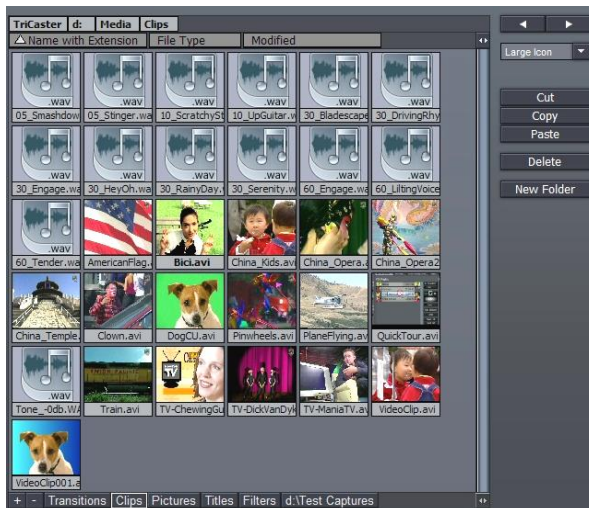 TriCaster d: Media Clips
Name with Extension File Type Modified
Large Icon
.wav .wav .wav .wav .wav .wav
05_Smashdow 05_Stinger.wa 10_ScratchySt 10_UpGuitar.w 30_Bladescape 30_DrivingRhy
Cut
Copy
Paste
Delete
New Folder
.wav .wav .wav .wav .wav .wav
30_Engage.wa 30_HeyOh.wa 30_RainyDay.w 30_Serenity.w 60_Engage.wa 60_LiltingVoice
.wav
60_Tender.wa AmericanFlag.a Bici.avi China_Kids.avi China_Opera.a China_Opera2
China_Temple. Clown.avi DogCU.avi Pinwheels.avi PlaneFlying.avi QuickTour.avi
.wav TV
Tone_-0db.WA Train.avi TV-ChewingGu TV-DickVanDyk TV-ManiaTV.av VideoClip.avi
VideoClip001.a
+ - Transitions Clips Pictures Titles Filters d:\Test Captures